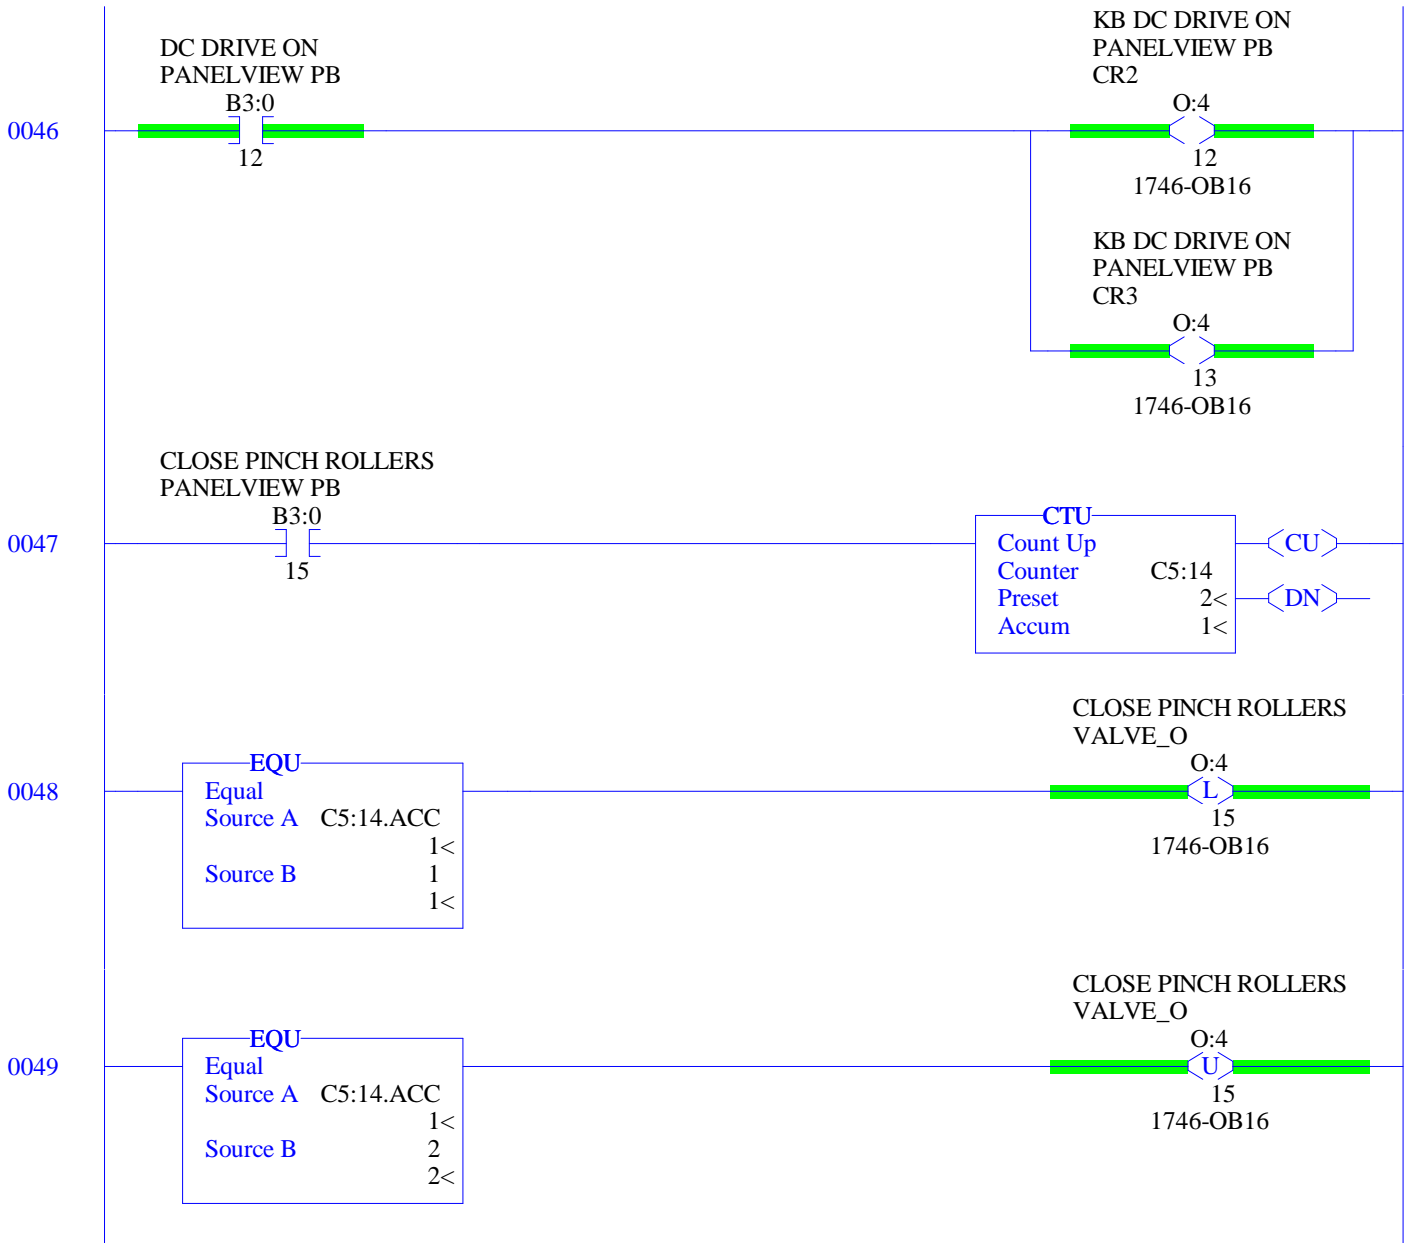 DC DRIVE ON
PANELVIEW PB
B3:0
12
KB DC DRIVE ON
PANELVIEW PB
CR2
O:4
12
1746-OB16
0046
KB DC DRIVE ON
PANELVIEW PB
CR3
O:4
13
1746-OB16
CLOSE PINCH ROLLERS
PANELVIEW PB
B3:0
15
0047
CTU
Count Up
Counter C5:14
Preset 2<
Accum 1<
CU
DN
CLOSE PINCH ROLLERS
VALVE_O
O:4
L
15
1746-OB16
0048
EQU
Equal
Source A C5:14.ACC
1<
Source B 1
1<
CLOSE PINCH ROLLERS
VALVE_O
O:4
U
15
1746-OB16
0049
EQU
Equal
Source A C5:14.ACC
1<
Source B 2
2<